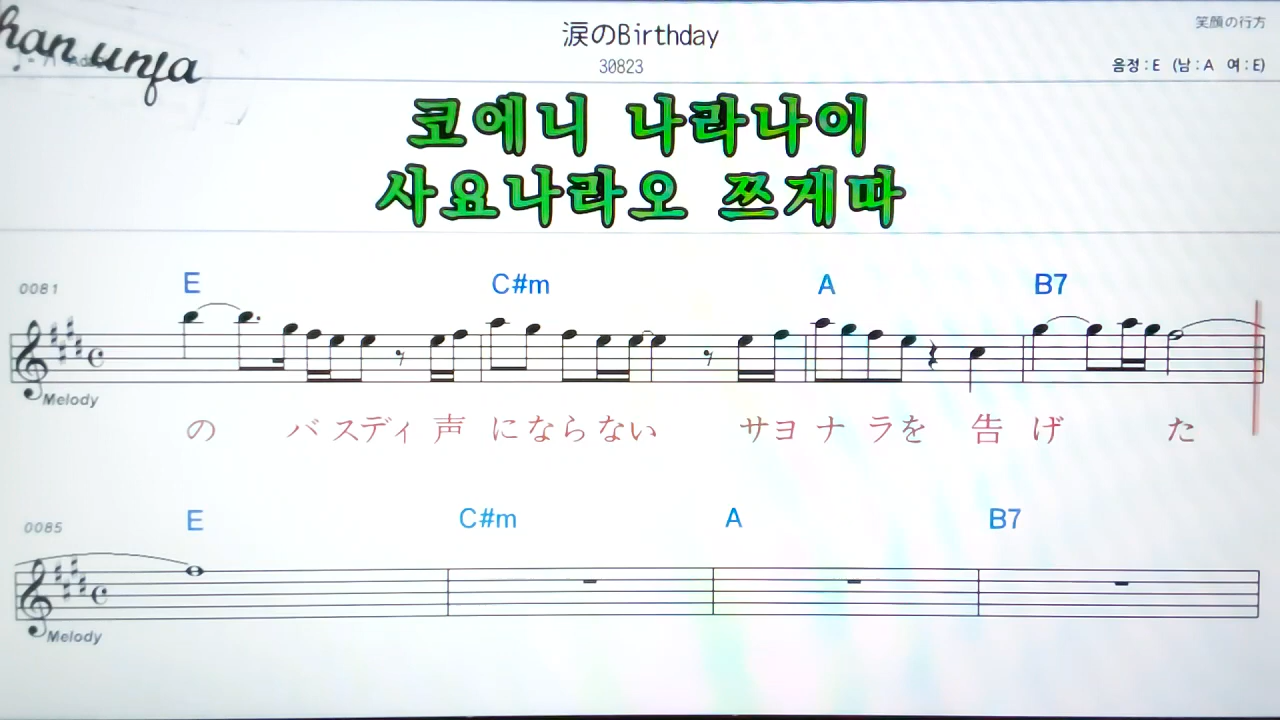 han unja
涙のBirthday
30823
笑顔の行方
음정:E (남:A 여:E)
코에니 나라나이
사요나라오 쯔게따
0081
E C#m A B7
Melody
の バスディ 声 にならない サヨ ナ ラを 告 げ た
0085
E C#m A B7
Melody